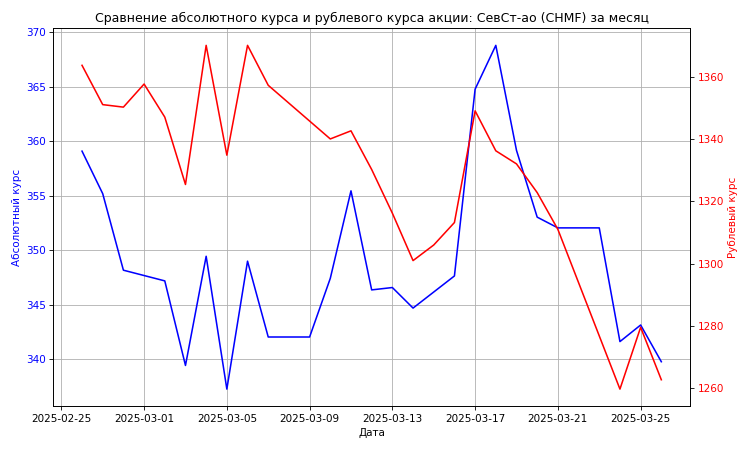 Сравнение абсолютного курса и рублевого курса акции: СевСт-ао (CHMF) за месяц
370
365
360
355
350
345
340
Абсолютный курс
1360
1340
1320
1300
1280
1260
Рублевый курс
2025-02-25 2025-03-01 2025-03-05 2025-03-09 2025-03-13 2025-03-17 2025-03-21 2025-03-25
Дата